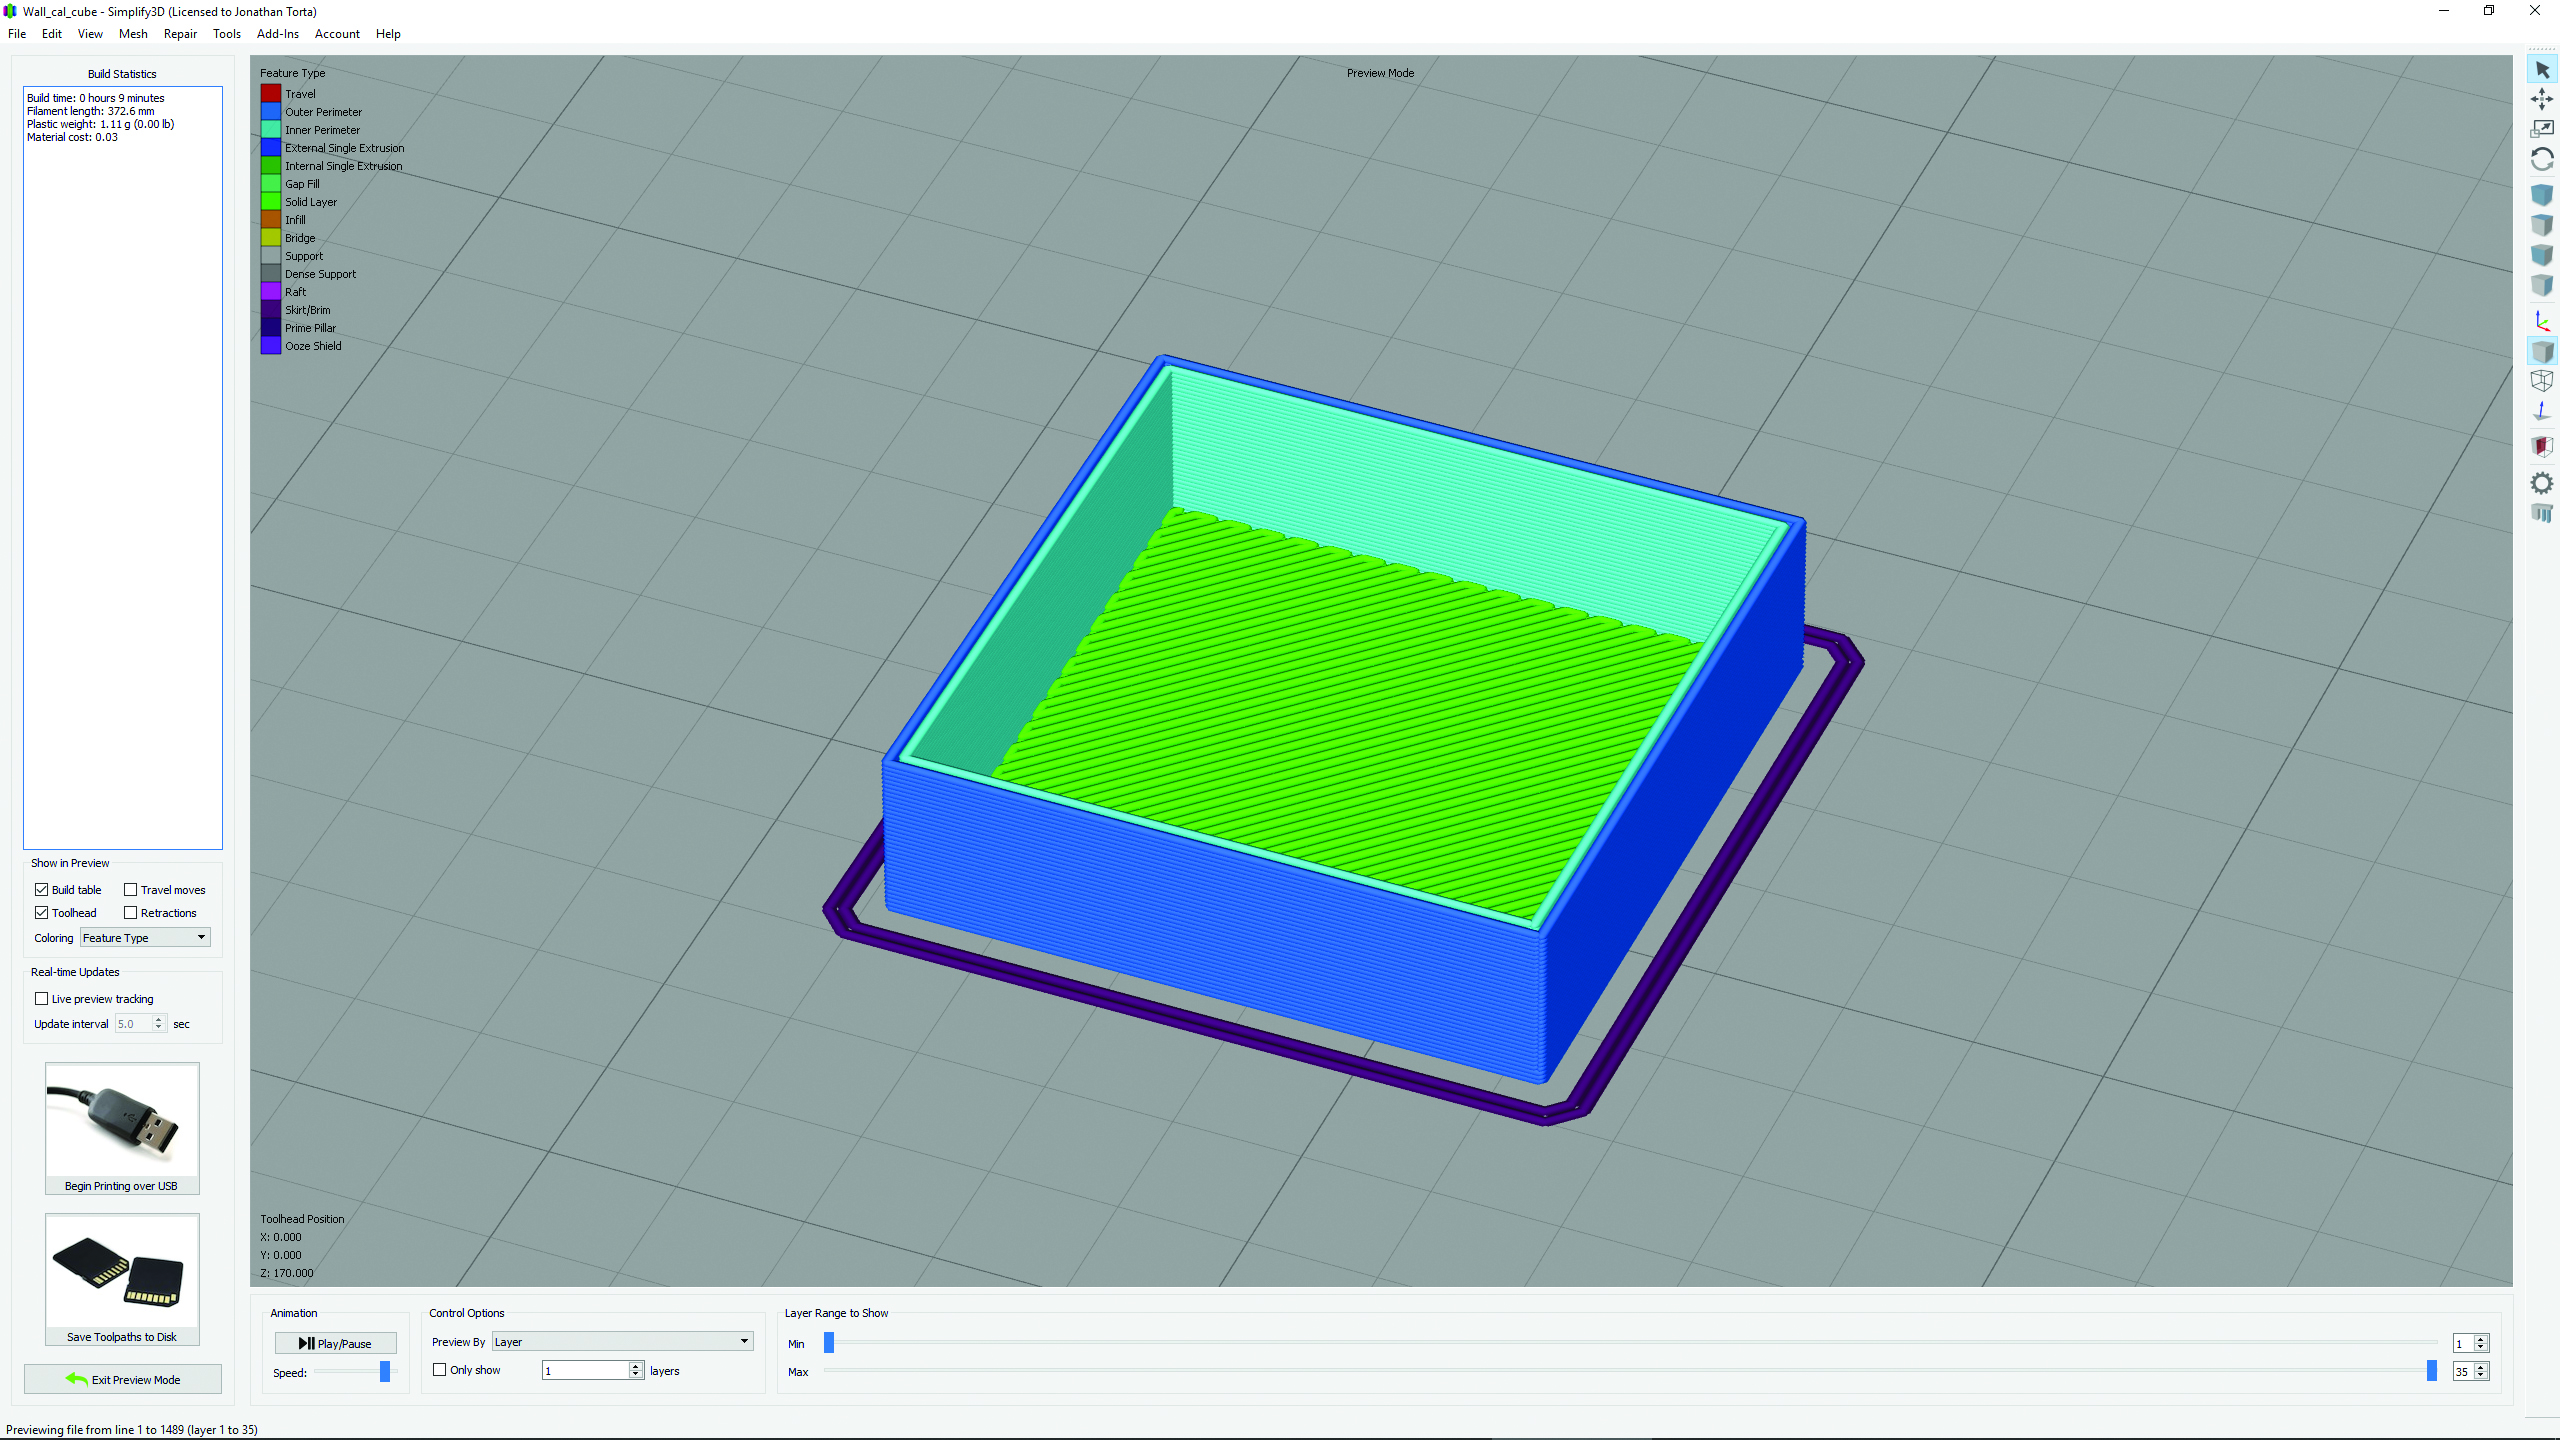 Wall_cal_cube - Simplify3D (Licensed to Jonathan Torta)
File Edit View Mesh Repair Tools Add-Ins Account Help
Build Statistics
Build time: 0 hours 9 minutes
Filament length: 372.6 mm
Plastic weight: 1.11 g (0.00 lb)
Material cost: 0.03
Feature Type
Travel
Outer Perimeter
Inner Perimeter
External Single Extrusion
Internal Single Extrusion
Gap Fill
Solid Layer
Infill
Bridge
Support
Dense Support
Raft
Skirt/Brim
Prime Pillar
Ooze Shield
Preview Mode
Show in Preview
Build table Travel moves
Toolhead Retractions
Coloring Feature Type
Real-time Updates
Live preview tracking
Update interval 5.0 sec
Begin Printing over USB
Save Toolpaths to Disk
Exit Preview Mode
Toolhead Position
X: 0.000
Y: 0.000
Z: 170.000
Animation
Play/Pause
Speed:
Control Options
Preview By Layer
Only show 1 layers
Layer Range to Show
Min 1
Max 35
Previewing file from line 1 to 1489 (layer 1 to 35)